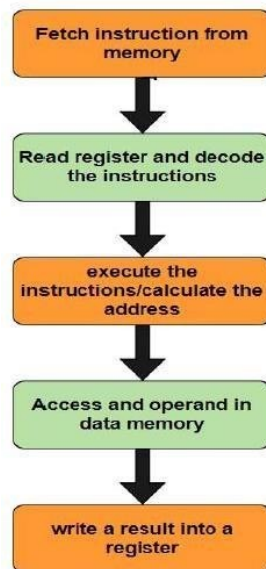 Fetch instruction from
memory
Read register and decode
the instructions
execute the
instructions/calculate the
address
Access and operand in
data memory
write a result into a
register